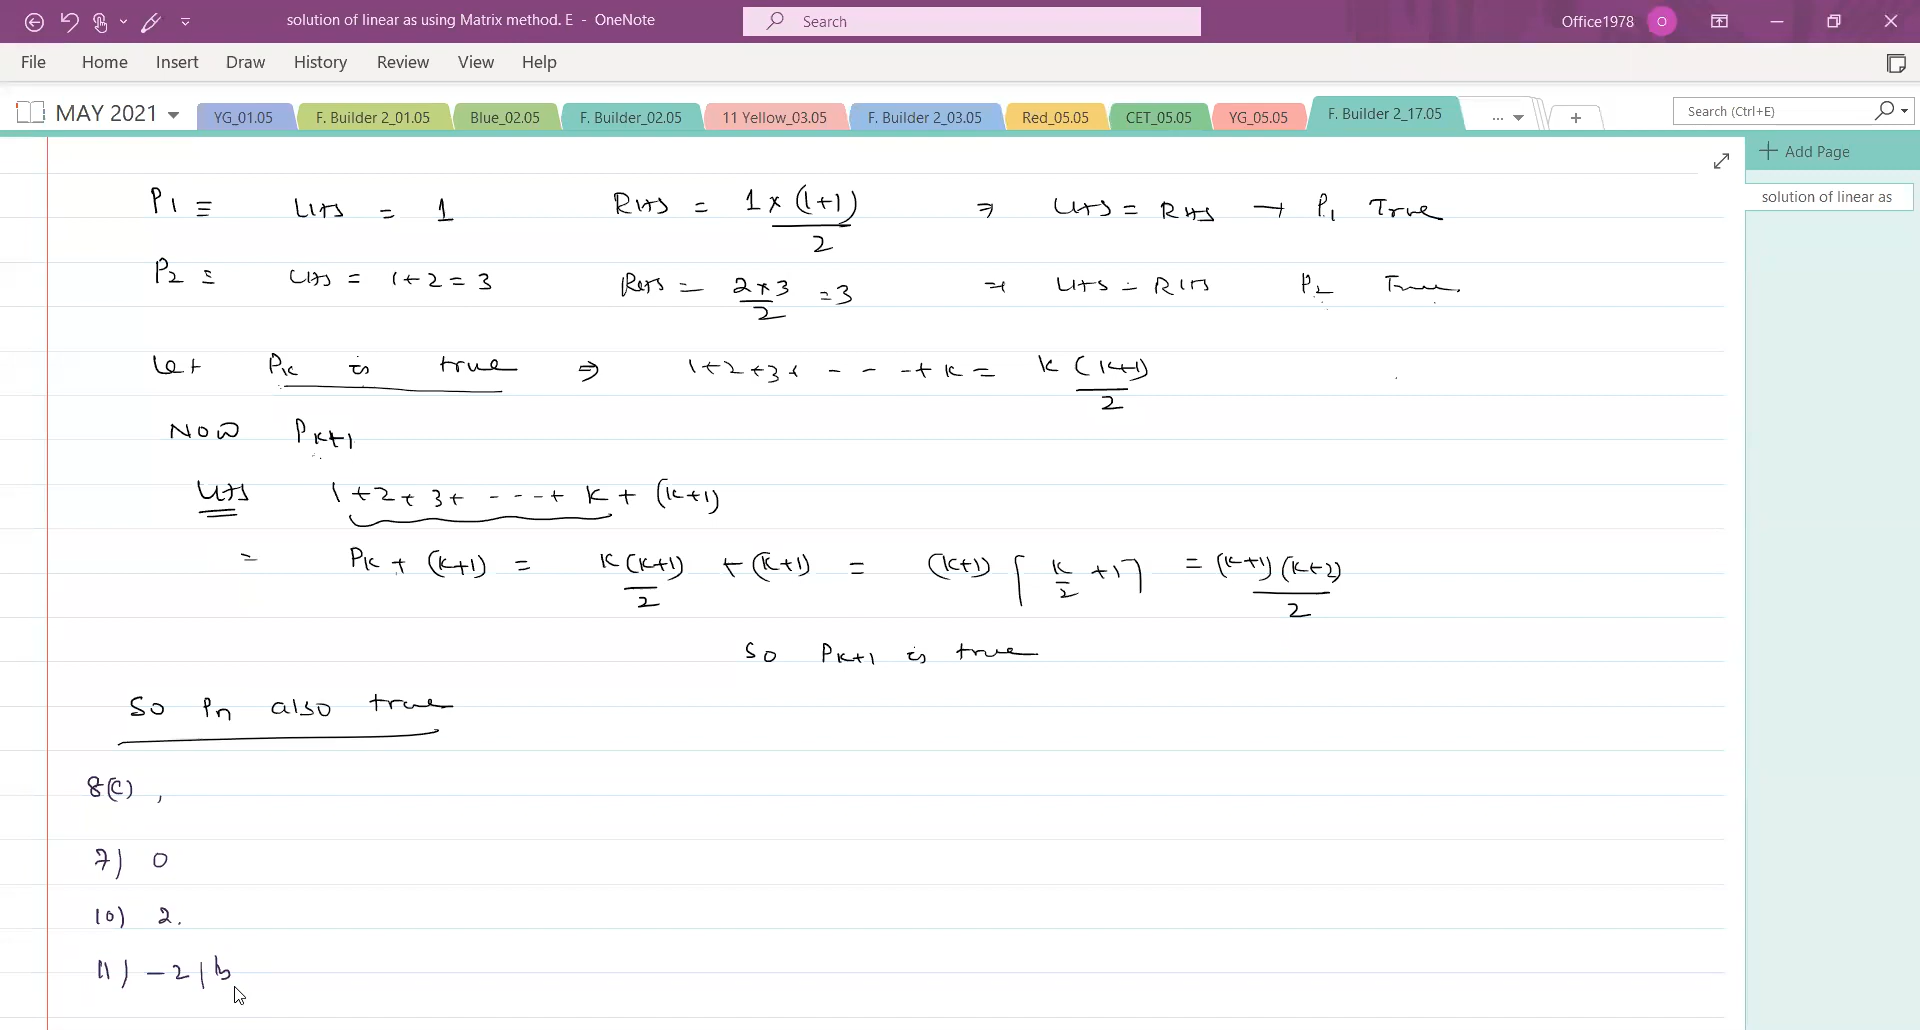 solution of linear as using Matrix method. E - OneNote
Search
Office1978
O
File Home Insert Draw History Review View Help
MAY 2021
YG_01.05
F. Builder 2_01.05
Blue_02.05
F. Builder_02.05
11 Yellow_03.05
F. Builder 2_03.05
Red_05.05
CET_05.05
YG_05.05
F. Builder 2_17.05
...
+
Search (Ctrl+E)
+ Add Page
solution of linear as
P1 ≡ LHS = 1 RHS = 1 × (1+1) / 2 ⇒ LHS = RHS → P1 True
P2 ≡ LHS = 1+2 = 3 RHS = 2×3 / 2 = 3 ⇒ LHS = RHS P2 True
Let Pk is true ⇒ 1+2+3+ - - - + k = k (k+1) / 2
NOW Pk+1
LHS 1+2+3+ - - - + k + (k+1)
= Pk + (k+1) = k(k+1) / 2 + (k+1) = (k+1) [ k/2 + 1 ] = (k+1)(k+2) / 2
So Pk+1 is true
So Pn also true
8(c) ,
7) 0
10) 2.
11) -2 | b